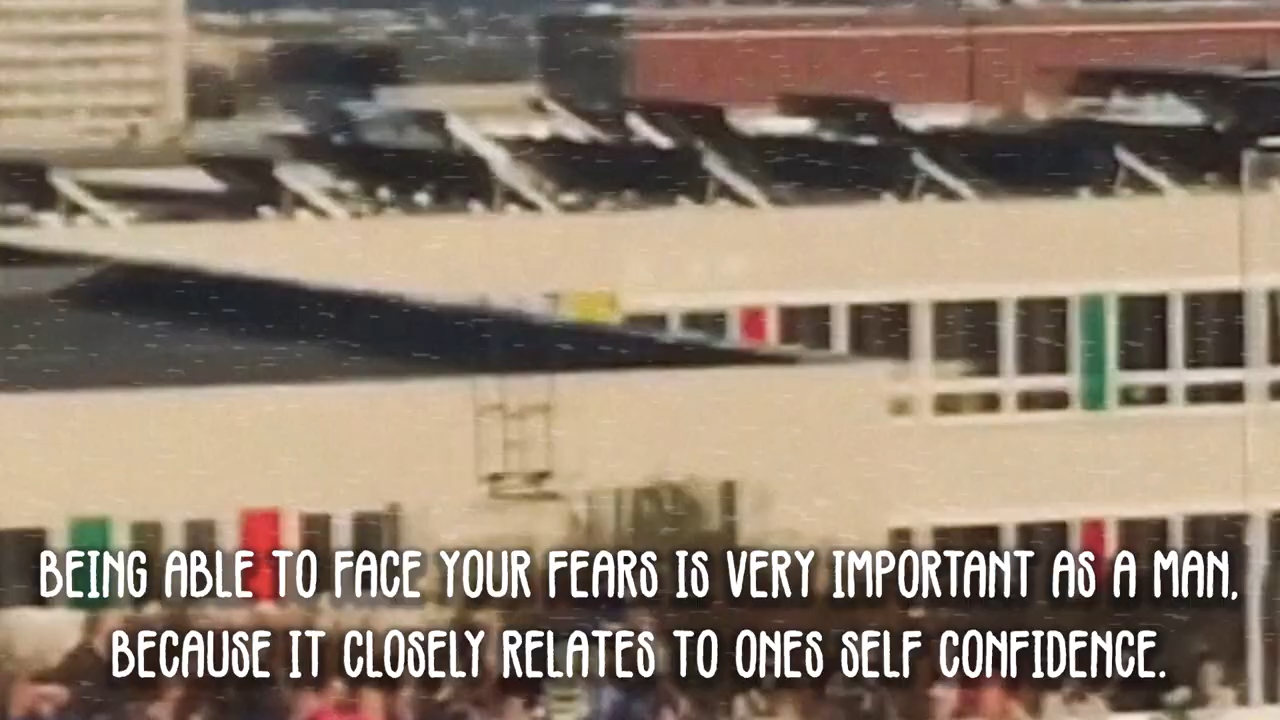 BEING ABLE TO FACE YOUR FEARS IS VERY IMPORTANT AS A MAN,
BECAUSE IT CLOSELY RELATES TO ONES SELF CONFIDENCE.